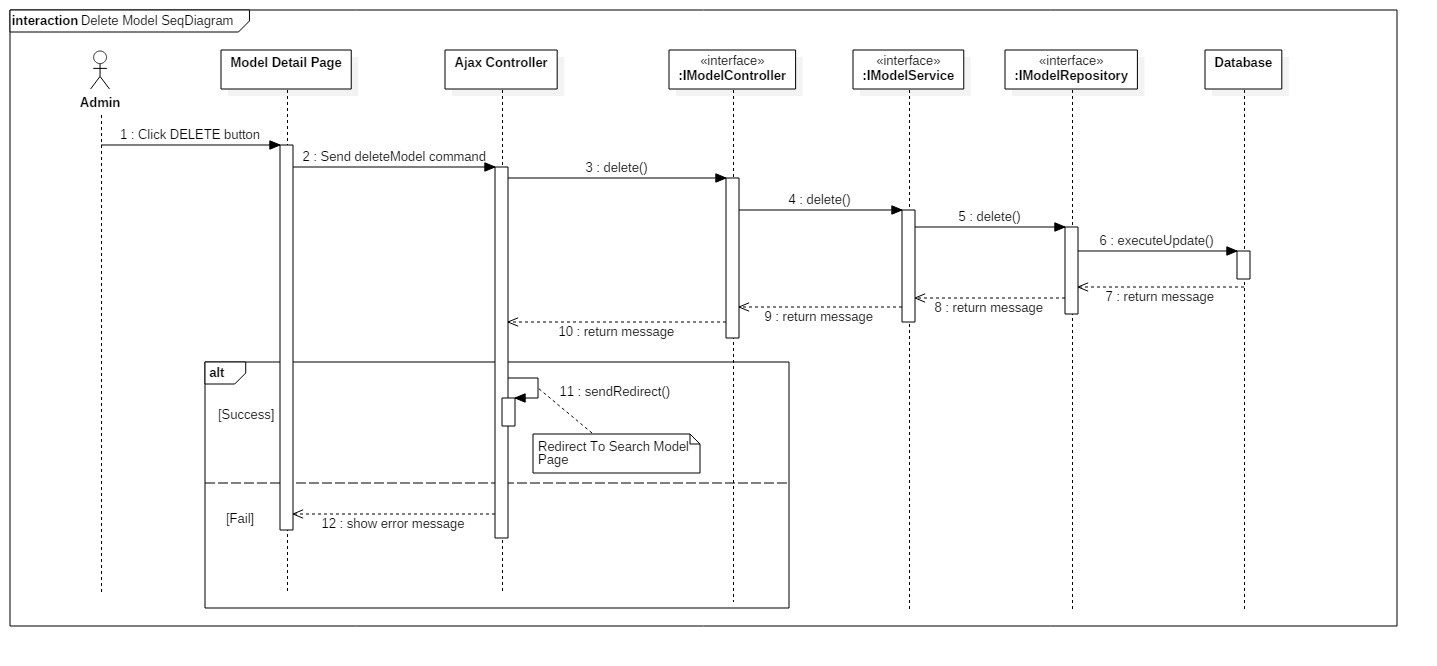 interaction Delete Model SeqDiagram
Admin
Model Detail Page
Ajax Controller
«interface»
:IModelController
«interface»
:IModelService
«interface»
:IModelRepository
Database
1 : Click DELETE button
2 : Send deleteModel command
3 : delete()
4 : delete()
5 : delete()
6 : executeUpdate()
7 : return message
8 : return message
9 : return message
10 : return message
alt
[Success]
11 : sendRedirect()
Redirect To Search Model
Page
[Fail]
12 : show error message